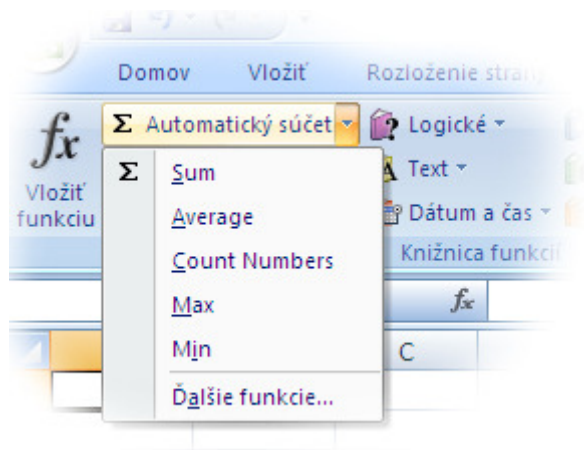 Domov Vložiť Rozloženie strany
fx Σ Automatický súčet Logické
Vložiť funkciu
Σ Sum
Text
Average
Dátum a čas
Count Numbers
Knižnica funkcií
Max
fx
Min
C
Ďalšie funkcie...